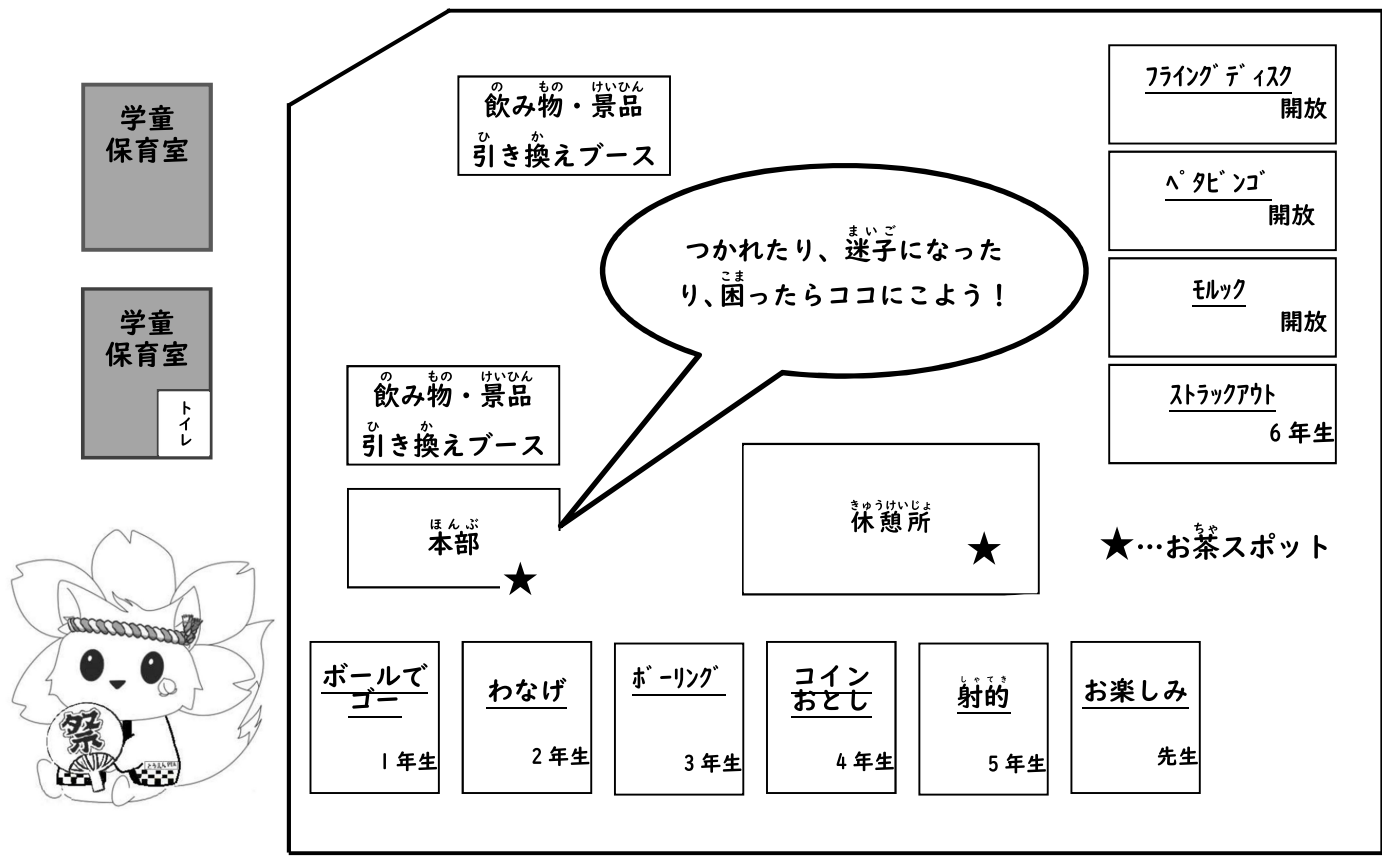 学童
保育室
学童
保育室
トイレ
飲み物・景品
引き換えブース
つかれたり、迷子になった
り、困ったらココにこよう！
飲み物・景品
引き換えブース
本部
★
休憩所
★
フライングディスク
開放
ペタビンゴ
開放
モルック
開放
ストラックアウト
6年生
★…お茶スポット
ボールで
ゴー
1年生
わなげ
2年生
ボーリング
3年生
コイン
おとし
4年生
射的
5年生
お楽しみ
先生
祭